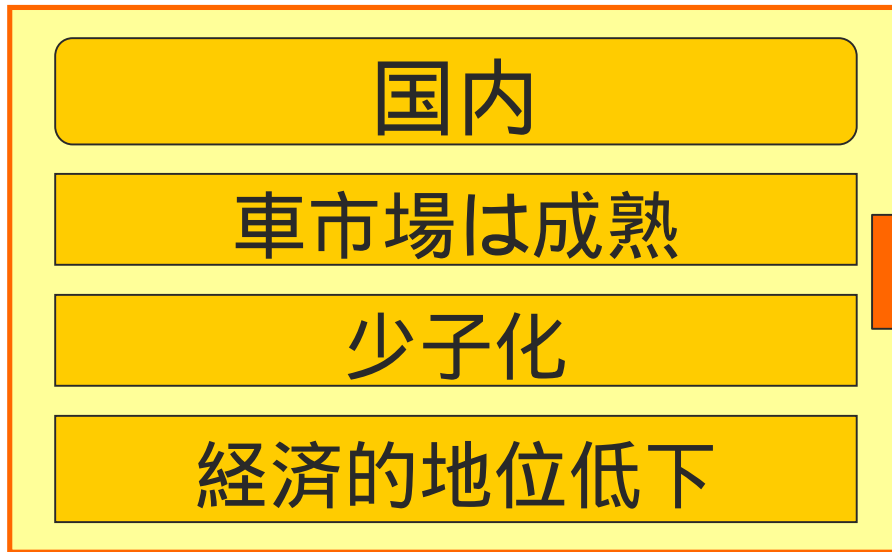 国内
車市場は成熟
少子化
経済的地位低下